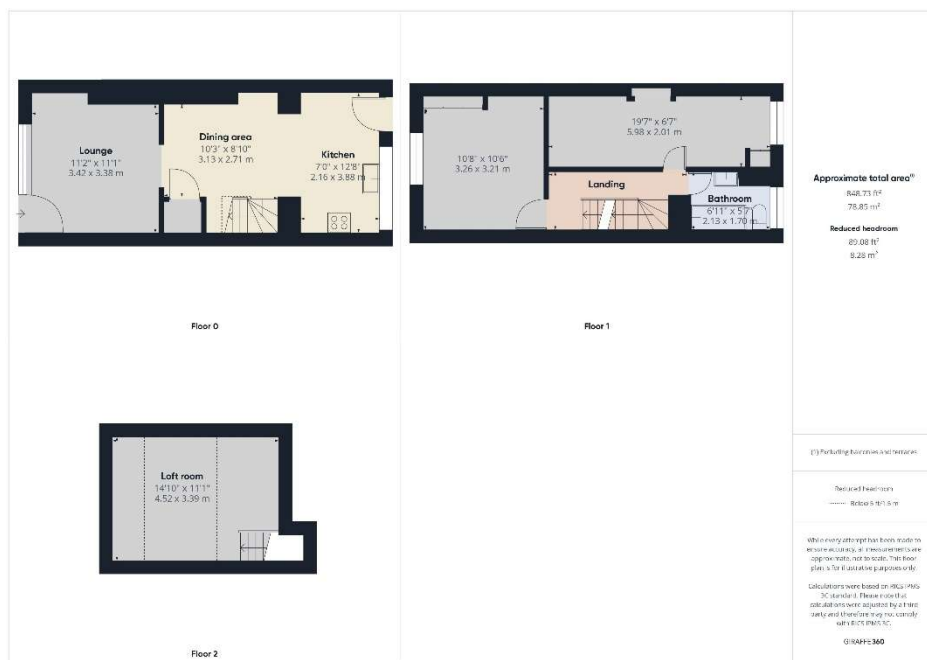 Lounge
11'2" x 11'1"
3.42 x 3.38 m
Dining area
10'3" x 8'10"
3.13 x 2.71 m
Kitchen
7'0" x 12'8"
2.16 x 3.88 m
Floor 0
10'8" x 10'6"
3.26 x 3.21 m
19'7" x 6'7"
5.98 x 2.01 m
Landing
Bathroom
6'11" x 5'7"
2.13 x 1.70 m
Floor 1
Loft room
14'10" x 11'1"
4.52 x 3.39 m
Floor 2
Approximate total area(1)
848.73 ft²
78.85 m²
Reduced headroom
89.08 ft²
8.28 m²
(1) Excluding balconies and terraces
Reduced headroom
Below 5 ft/1.5 m
While every attempt has been made to
ensure accuracy, all measurements are
approximate, not to scale. This floor
plan is for illustrative purposes only.
Calculations were based on RICS IPMS
3C standard. Please note that
calculations were adjusted by a third
party and therefore may not comply
with RICS IPMS 3C.
GIRAFFE360